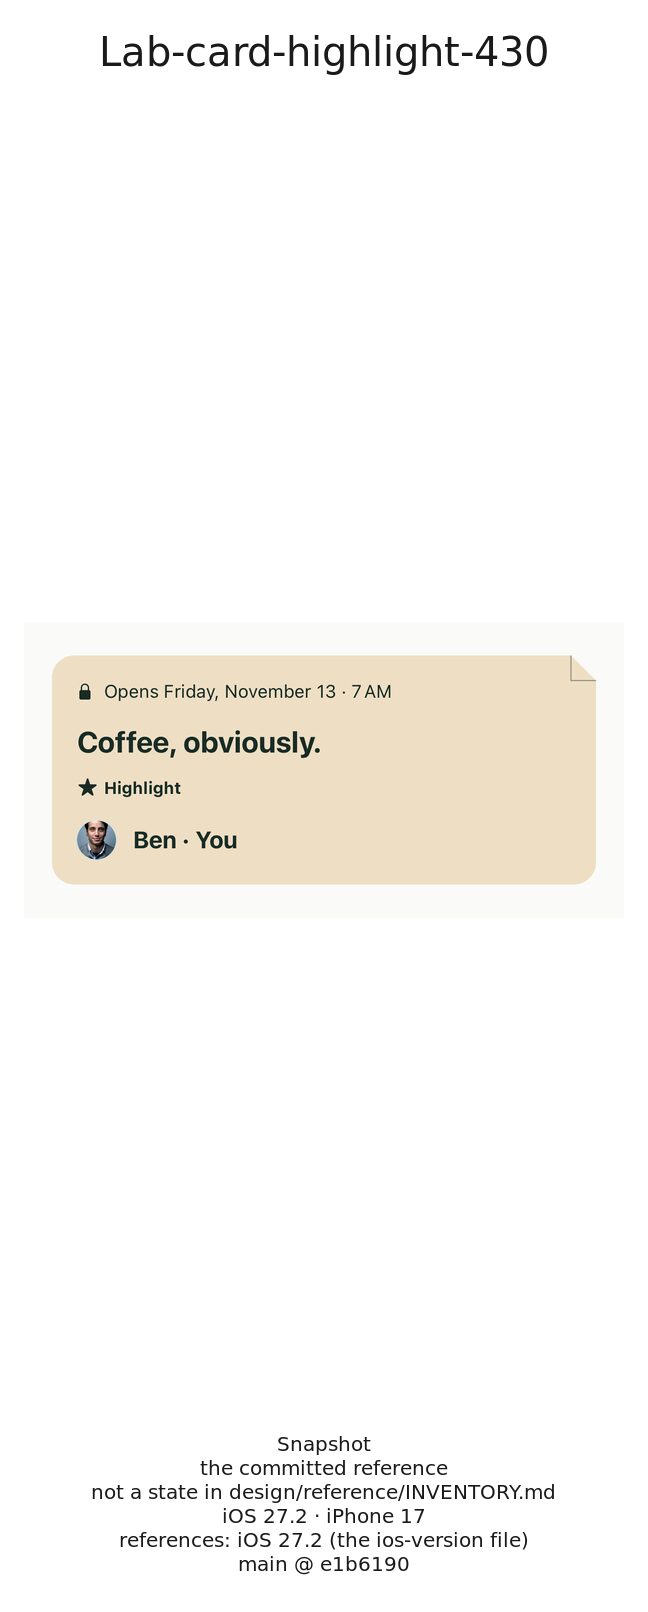 Lab-card-highlight-430
Opens Friday, November 13 · 7 AM
Coffee, obviously.
Highlight
Ben · You
Snapshot
the committed reference
not a state in design/reference/INVENTORY.md
iOS 27.2 · iPhone 17
references: iOS 27.2 (the ios-version file)
main @ e1b6190